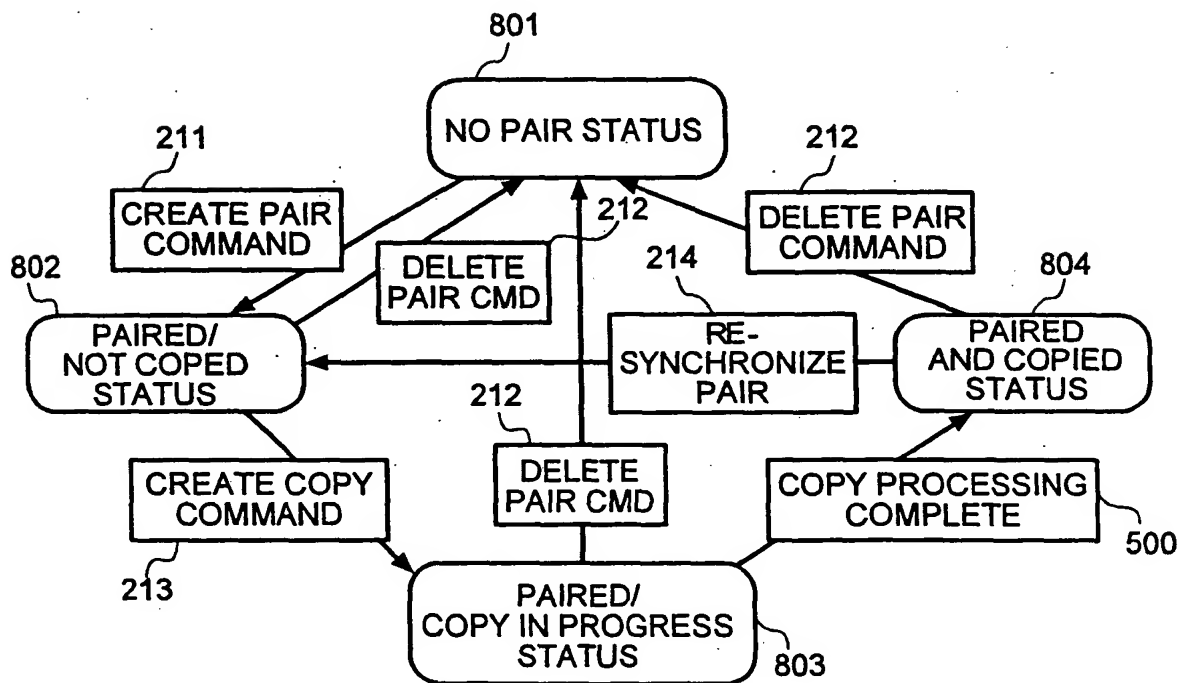 801
NO PAIR STATUS
211
CREATE PAIR
COMMAND
212
DELETE
PAIR CMD
212
DELETE PAIR
COMMAND
802
PAIRED/
NOT COPED
STATUS
214
RE-
SYNCHRONIZE
PAIR
804
PAIRED
AND COPIED
STATUS
CREATE COPY
COMMAND
213
212
DELETE
PAIR CMD
COPY PROCESSING
COMPLETE
500
PAIRED/
COPY IN PROGRESS
STATUS
803